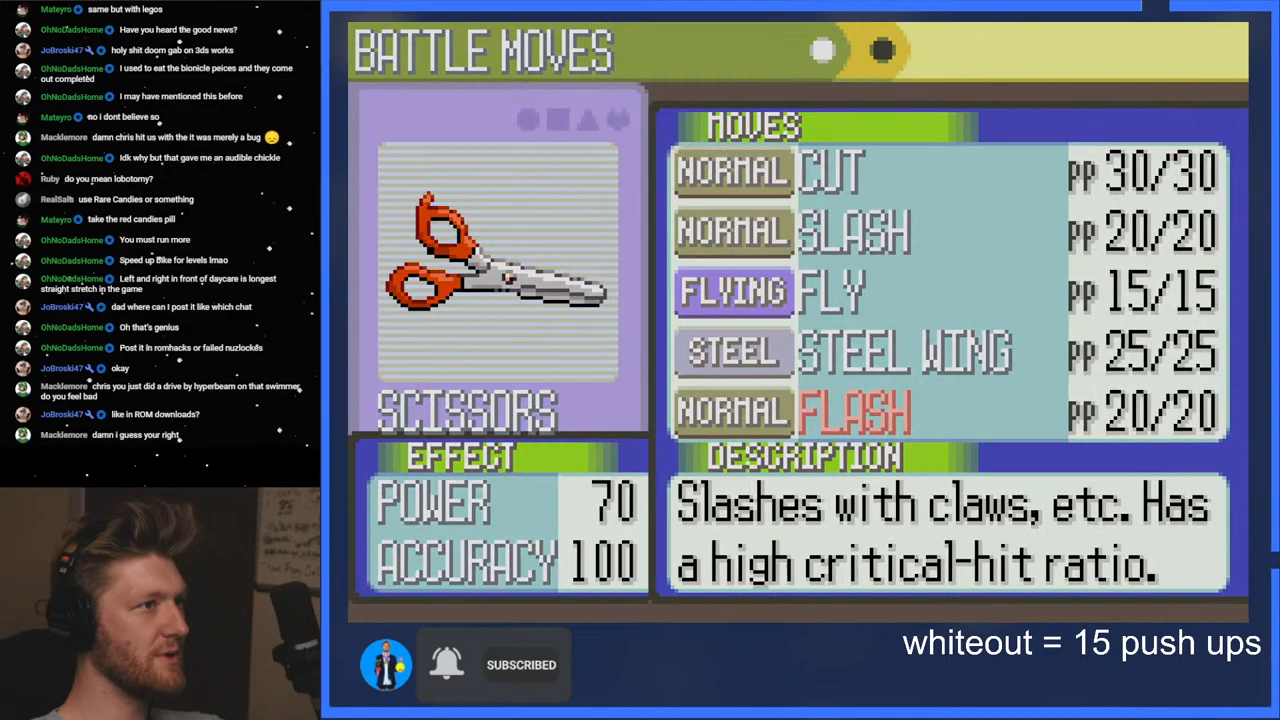 Mateyro same but with legos
OhNoDadsHome Have you heard the good news?
JoBroski47 holy shit doom gab on 3ds works
OhNoDadsHome I used to eat the bionicle peices and they
come out completed
OhNoDadsHome I may have mentioned this before
Mateyro no i dont believe so
Macklemore damn chris hit us with the it was merely a bug
OhNoDadsHome Idk why but that gave me an audible chickle
Ruby do you mean lobotomy?
RealSalt use Rare Candies or something
Mateyro take the red candies pill
OhNoDadsHome You must run more
OhNoDadsHome Speed up bike for levels lmao
OhNoDadsHome Left and right in front of daycare is longest
straight stretch in the game
JoBroski47 dad where can I post it like which chat
OhNoDadsHome Oh that's genius
OhNoDadsHome Post it in romhacks or failed nuzlockes
JoBroski47 okay
Macklemore chris you just did a drive by hyperbeam on that swimmer,
do you feel bad
JoBroski47 like in ROM downloads?
Macklemore damn i guess your right
BATTLE MOVES
MOVES
NORMAL CUT PP 30/30
NORMAL SLASH PP 20/20
FLYING FLY PP 15/15
STEEL STEEL WING PP 25/25
NORMAL FLASH PP 20/20
SCISSORS
EFFECT
POWER 70
ACCURACY 100
DESCRIPTION
Slashes with claws, etc. Has
a high critical-hit ratio.
SUBSCRIBED
whiteout = 15 push ups